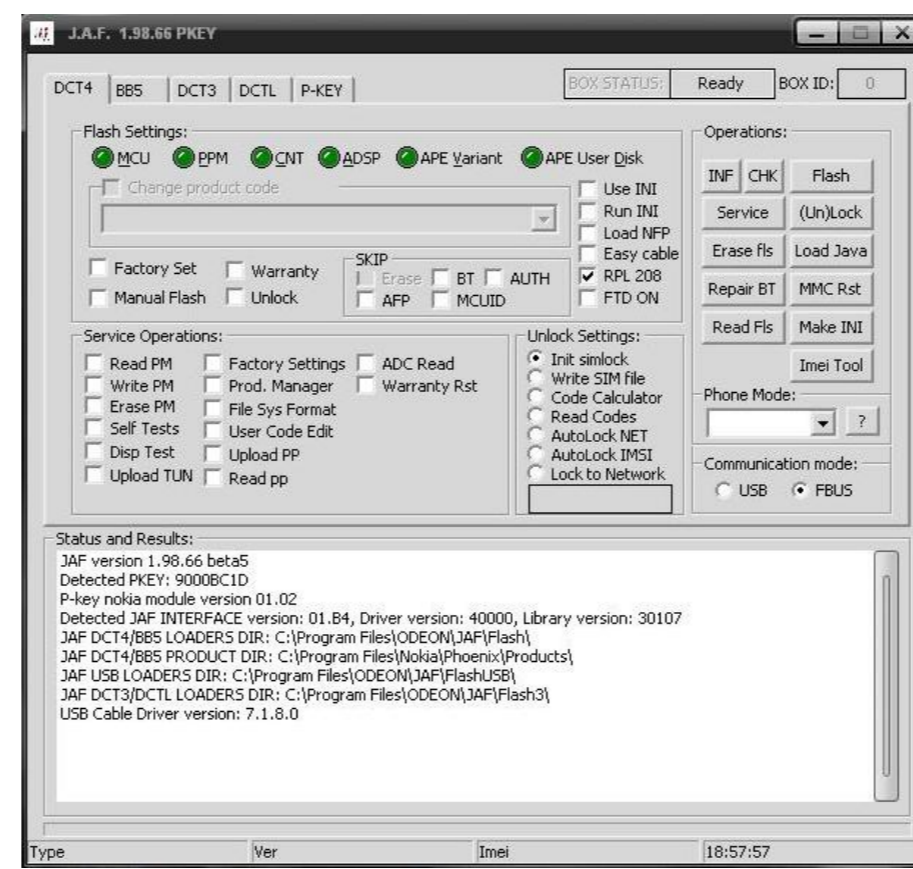 J.A.F. 1.98.66 PKEY
DCT4 BB5 DCT3 DCTL P-KEY
BOX STATUS: Ready BOX ID: 0
Flash Settings:
MCU PPM CNT ADSP APE Variant APE User Disk
Change product code
Use INI
Run INI
Load NFP
Easy cable
RPL 208
FTD ON
Factory Set Warranty
Manual Flash Unlock
SKIP
Erase BT AUTH
AFP MCUID
Operations:
INF CHK Flash
Service (Un)Lock
Erase fls Load Java
Repair BT MMC Rst
Read Fls Make INI
Imei Tool
Service Operations:
Read PM Factory Settings ADC Read
Write PM Prod. Manager Warranty Rst
Erase PM File Sys Format
Self Tests User Code Edit
Disp Test Upload PP
Upload TUN Read pp
Unlock Settings:
Init simlock
Write SIM file
Code Calculator
Read Codes
AutoLock NET
AutoLock IMSI
Lock to Network
Phone Mode:
?
Communication mode:
USB FBUS
Status and Results:
JAF version 1.98.66 beta5
Detected PKEY: 9000BC1D
P-key nokia module version 01.02
Detected JAF INTERFACE version: 01.B4, Driver version: 40000, Library version: 30107
JAF DCT4/BB5 LOADERS DIR: C:\Program Files\ODEON\JAF\Flash\
JAF DCT4/BB5 PRODUCT DIR: C:\Program Files\Nokia\Phoenix\Products\
JAF USB LOADERS DIR: C:\Program Files\ODEON\JAF\FlashUSB\
JAF DCT3/DCTL LOADERS DIR: C:\Program Files\ODEON\JAF\Flash3\
USB Cable Driver version: 7.1.8.0
Type Ver Imei 18:57:57